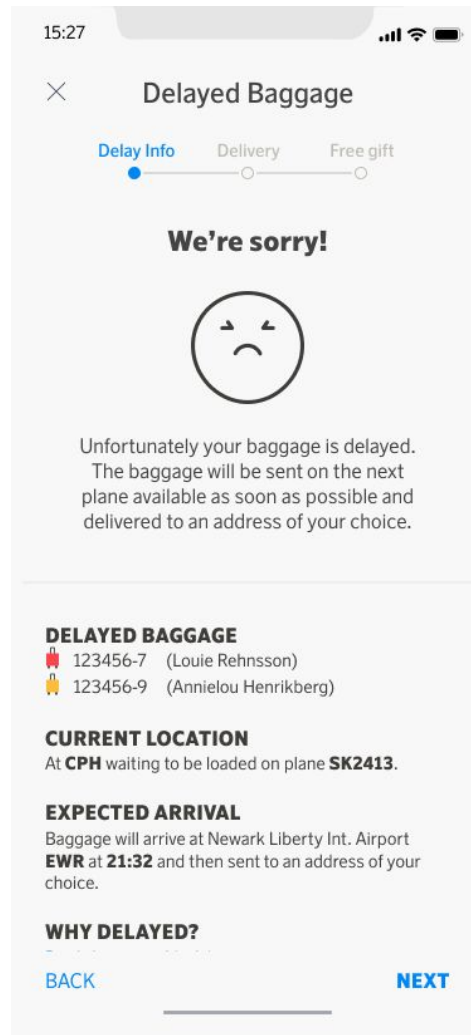 15:27
Delayed Baggage
Delay Info Delivery Free gift
We're sorry!
Unfortunately your baggage is delayed.
The baggage will be sent on the next
plane available as soon as possible and
delivered to an address of your choice.
DELAYED BAGGAGE
123456-7 (Louie Rehnsson)
123456-9 (Annielou Henrikberg)
CURRENT LOCATION
At CPH waiting to be loaded on plane SK2413.
EXPECTED ARRIVAL
Baggage will arrive at Newark Liberty Int. Airport
EWR at 21:32 and then sent to an address of your
choice.
WHY DELAYED?
BACK NEXT